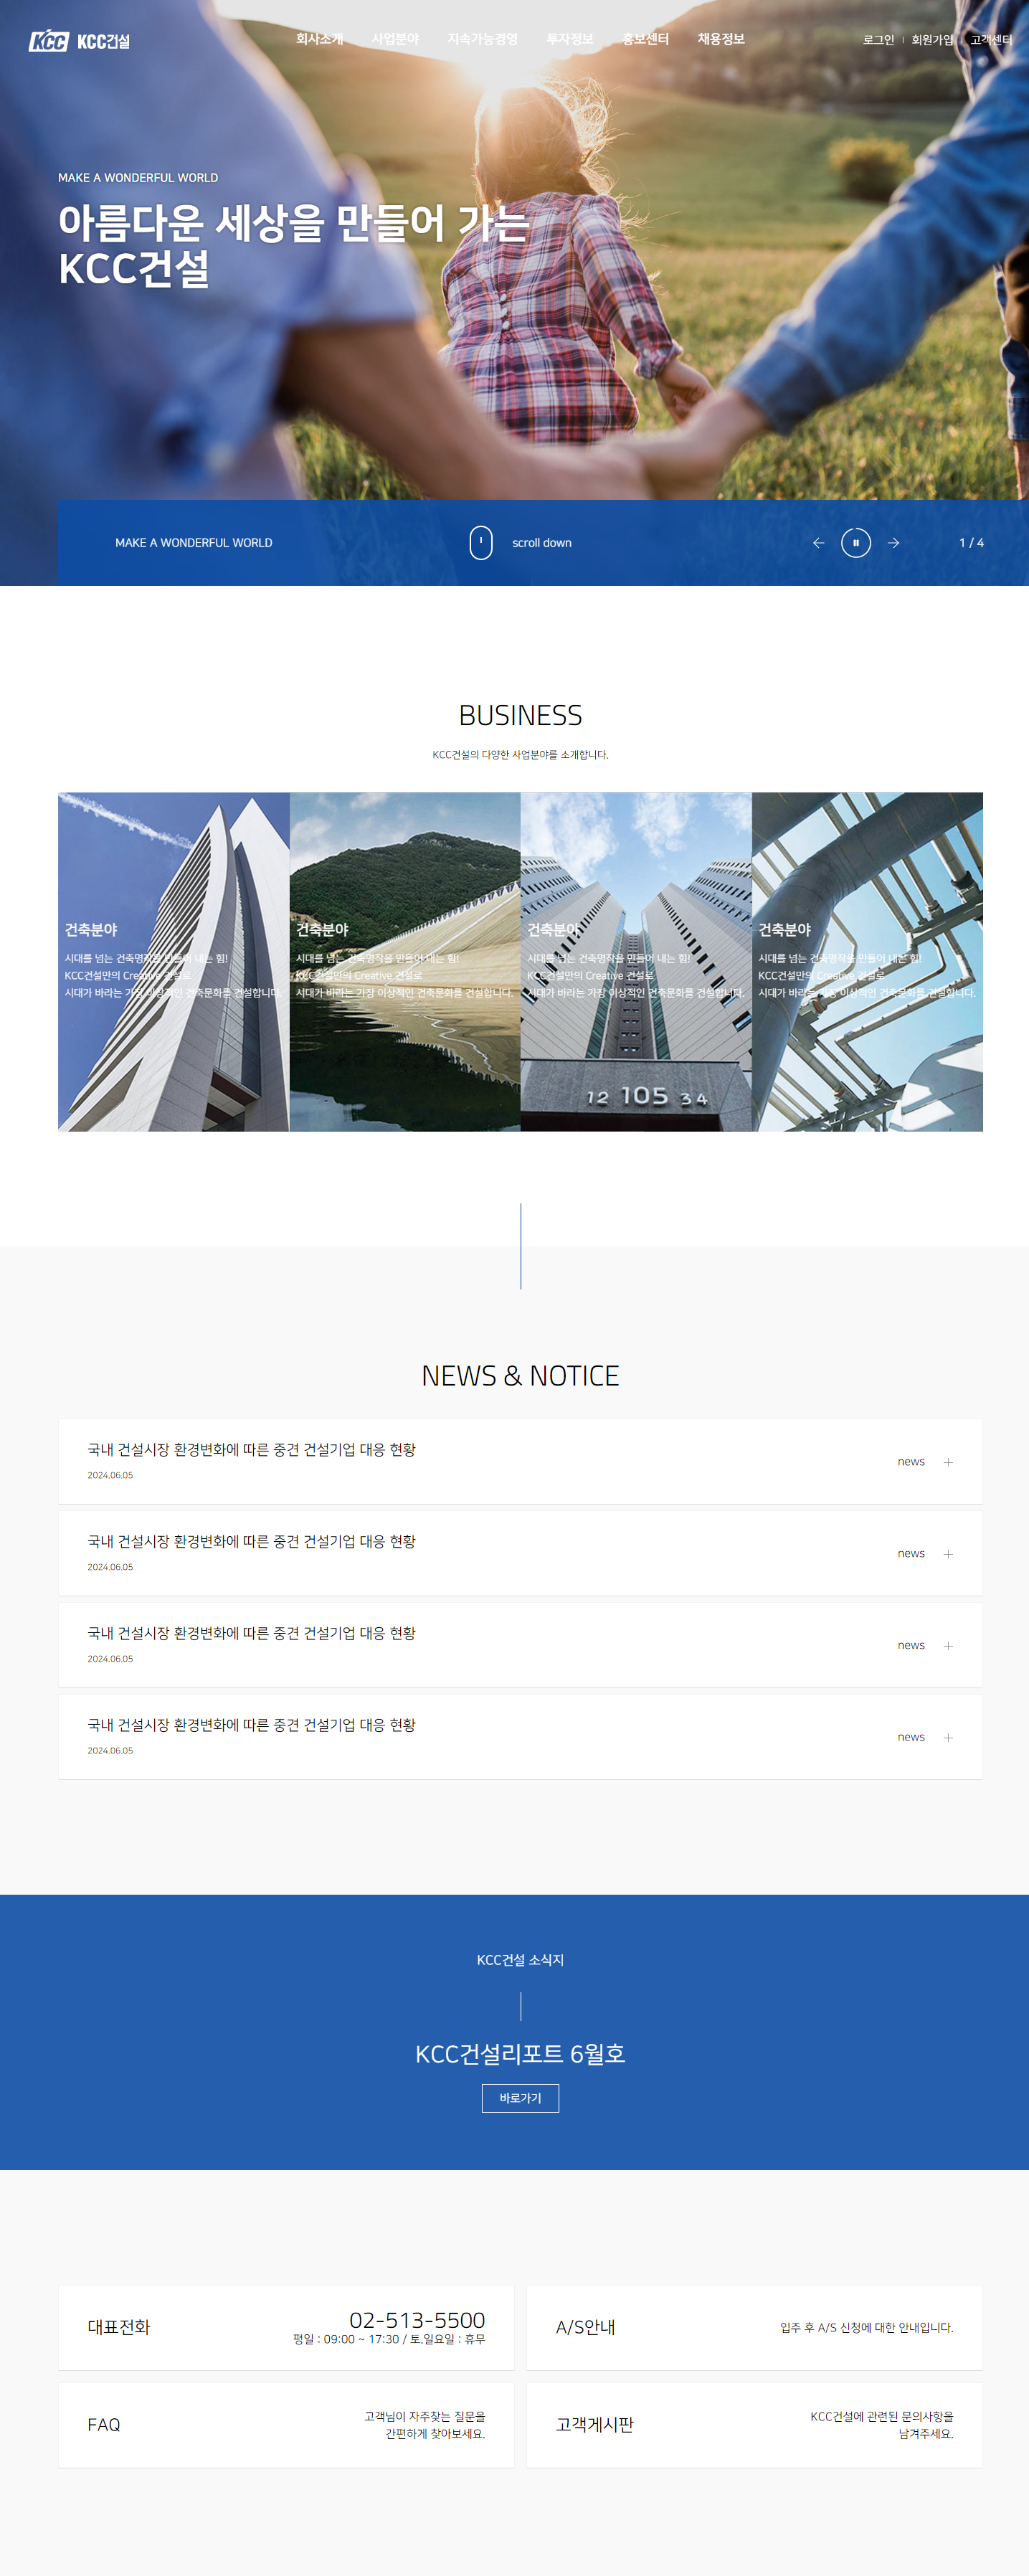 KCC KCC건설
회사소개 사업분야 지속가능경영 투자정보 홍보센터 채용정보
로그인 회원가입 고객센터
MAKE A WONDERFUL WORLD
아름다운 세상을 만들어 가는
KCC건설
MAKE A WONDERFUL WORLD
scroll down
1 / 4
BUSINESS
KCC건설의 다양한 사업분야를 소개합니다.
건축분야
시대를 넘는 건축명작을 만들어 내는 힘!
KCC건설만의 Creative 건설로
시대가 바라는 가장 이상적인 건축문화를 건설합니다.
건축분야
시대를 넘는 건축명작을 만들어 내는 힘!
KCC건설만의 Creative 건설로
시대가 바라는 가장 이상적인 건축문화를 건설합니다.
건축분야
시대를 넘는 건축명작을 만들어 내는 힘!
KCC건설만의 Creative 건설로
시대가 바라는 가장 이상적인 건축문화를 건설합니다.
12 105 34
건축분야
시대를 넘는 건축명작을 만들어 내는 힘!
KCC건설만의 Creative 건설로
시대가 바라는 가장 이상적인 건축문화를 건설합니다.
NEWS & NOTICE
국내 건설시장 환경변화에 따른 중견 건설기업 대응 현황
2024.06.05
news
국내 건설시장 환경변화에 따른 중견 건설기업 대응 현황
2024.06.05
news
국내 건설시장 환경변화에 따른 중견 건설기업 대응 현황
2024.06.05
news
국내 건설시장 환경변화에 따른 중견 건설기업 대응 현황
2024.06.05
news
KCC건설 소식지
KCC건설리포트 6월호
바로가기
대표전화
02-513-5500
평일 : 09:00 ~ 17:30 / 토,일요일 : 휴무
A/S안내
입주 후 A/S 신청에 대한 안내입니다.
FAQ
고객님이 자주찾는 질문을
간편하게 찾아보세요.
고객게시판
KCC건설에 관련된 문의사항을
남겨주세요.